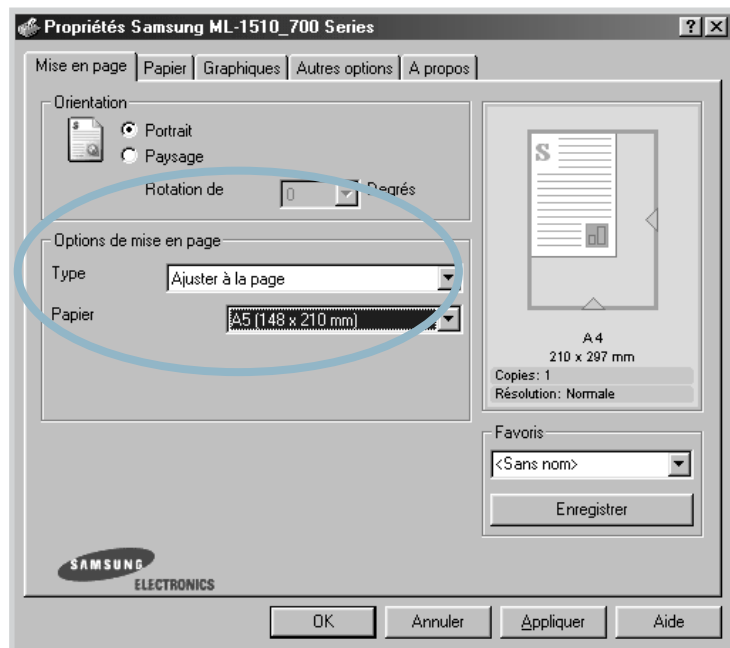 Propriétés Samsung ML-1510_700 Series
Mise en page Papier Graphiques Autres options A propos
Orientation
Portrait
Paysage
Rotation de 0 Degrés
Options de mise en page
Type Ajuster à la page
Papier A5 (148 x 210 mm)
S
A4
210 x 297 mm
Copies: 1
Résolution: Normale
Favoris
<Sans nom>
Enregistrer
SAMSUNG
ELECTRONICS
OK Annuler Appliquer Aide